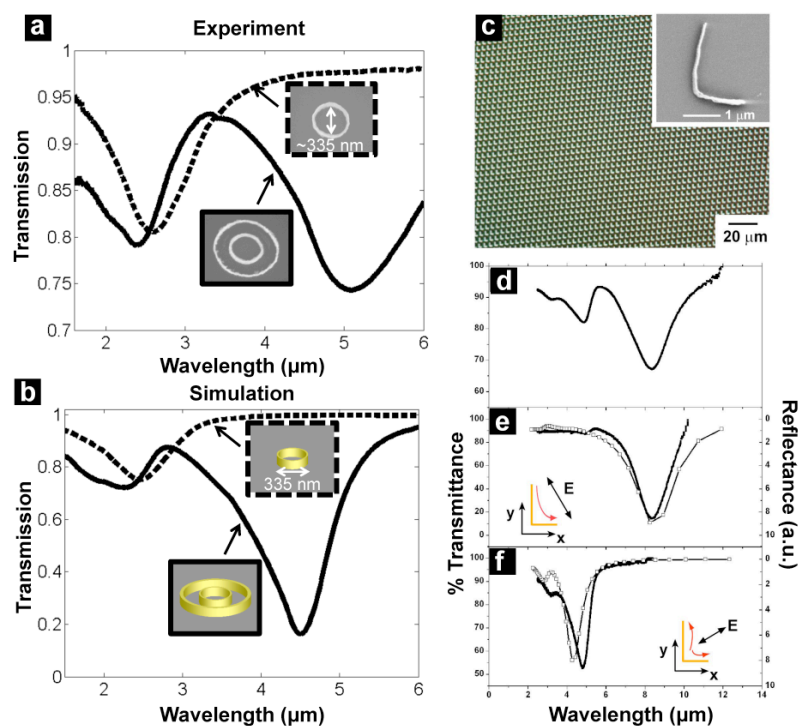 a
Experiment
1
0.95
0.9
0.85
0.8
0.75
0.7
Transmission
~335 nm
2 3 4 5 6
Wavelength (µm)
b
Simulation
1
0.8
0.6
0.4
0.2
0
Transmission
335 nm
2 3 4 5 6
Wavelength (µm)
c
1 µm
20 µm
d
100
90
80
70
60
e
100
80
60
40
20
0
0
2
4
6
8
10
E
y
x
f
100
90
80
70
60
50
0
2
4
6
8
10
E
y
x
% Transmittance
Reflectance (a.u.)
0 2 4 6 8 10 12 14
Wavelength (µm)